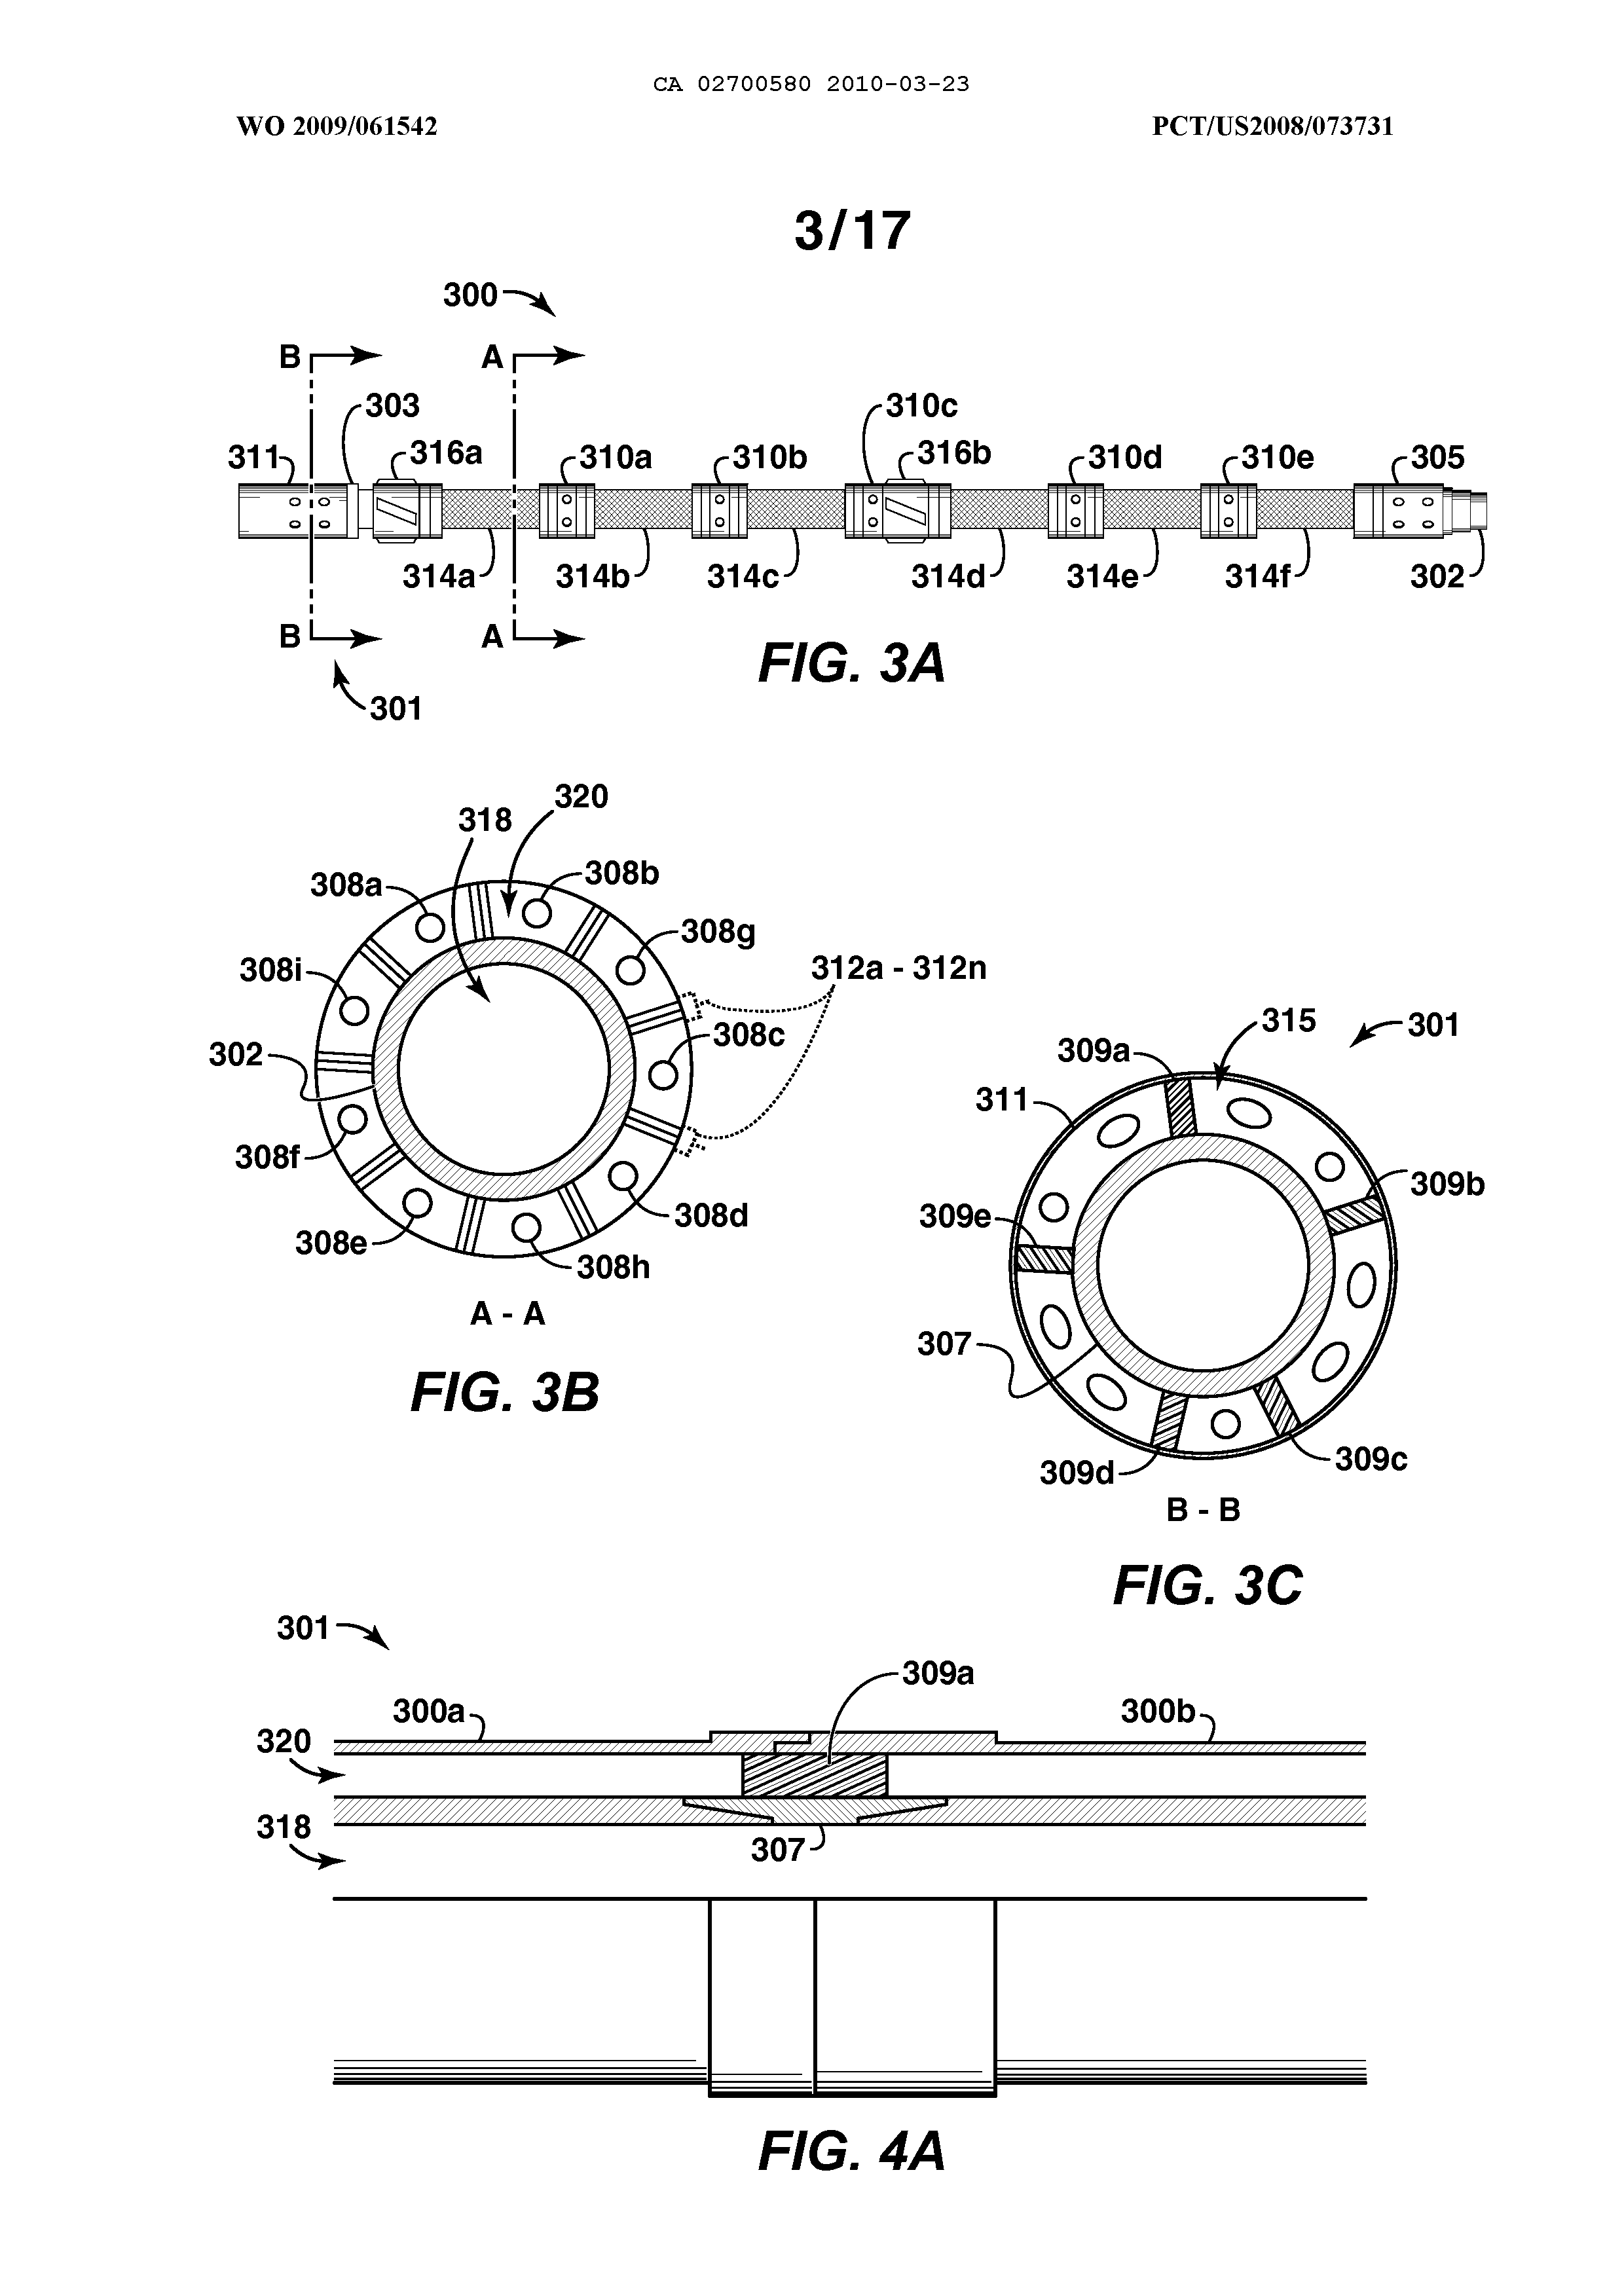 CA 02700580 2010-03-23
WO 2009/061542 PCT/US2008/073731
3/17
300
B A
303 310c
311 316a 310a 310b 316b 310d 310e 305
314a 314b 314c 314d 314e 314f 302
B A
301
FIG. 3A
320
318
308a 308b
308g
308i 312a - 312n
302 308c
308f
308d
308e
308h
A - A
FIG. 3B
315 301
309a
311
309b
309e
307
309c
309d
B - B
FIG. 3C
301
309a
300a 300b
320
318
307
FIG. 4A